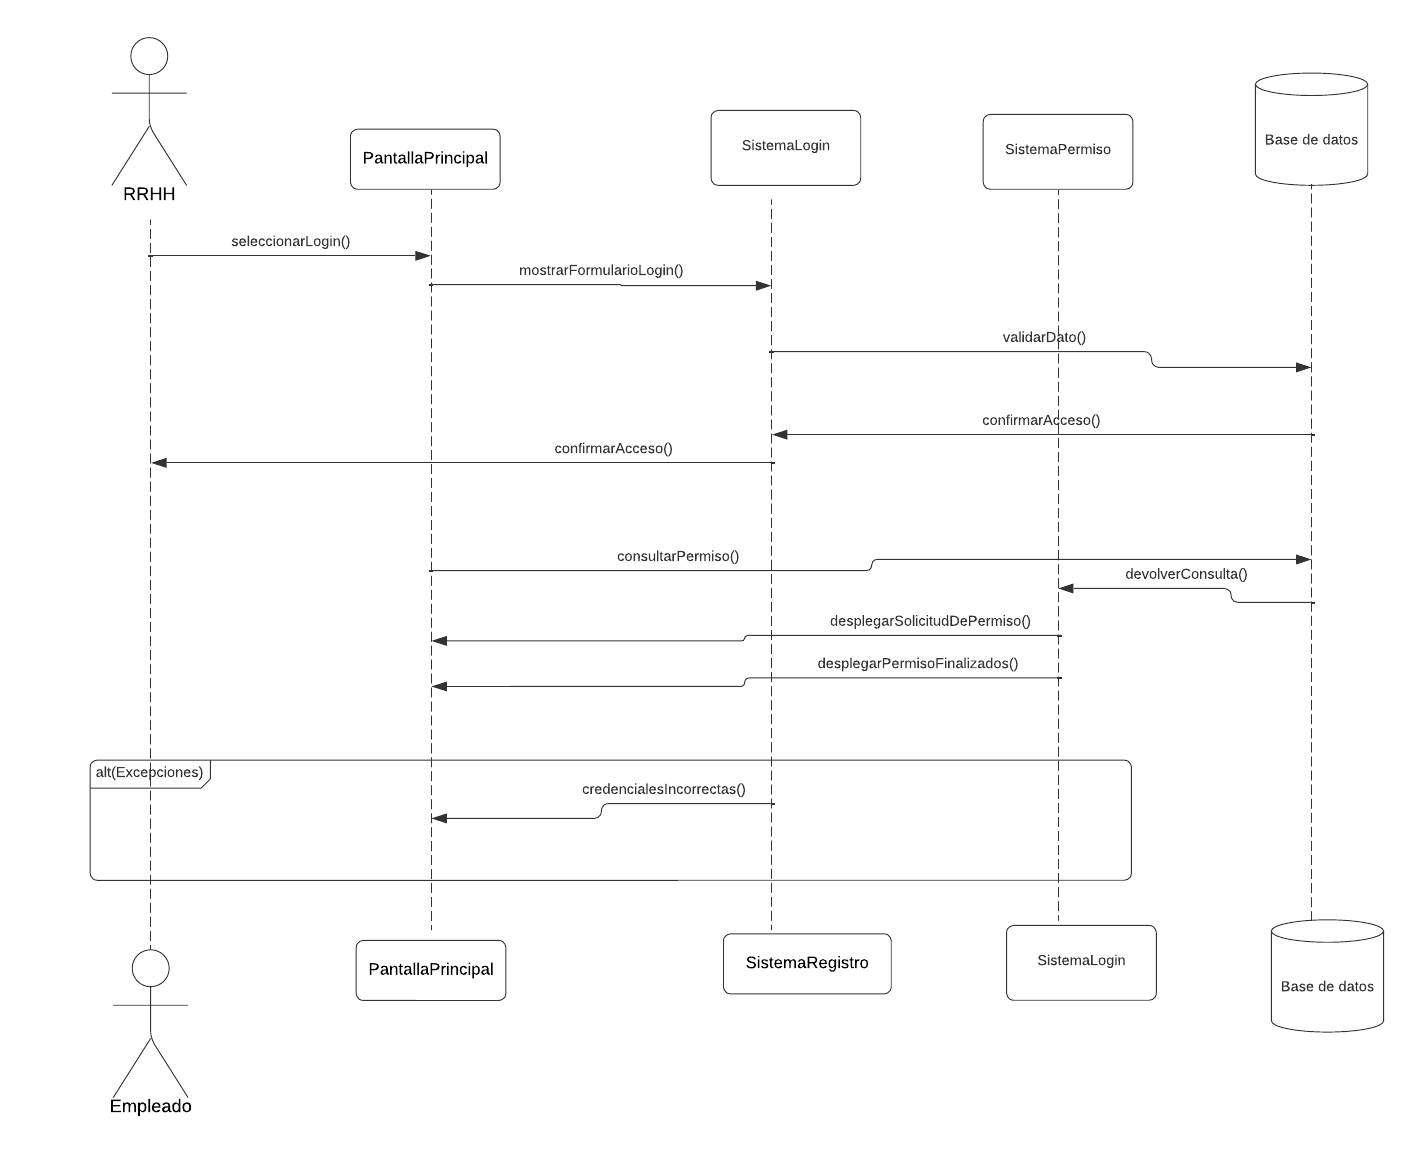 RRHH
PantallaPrincipal
SistemaLogin
SistemaPermiso
Base de datos
seleccionarLogin()
mostrarFormularioLogin()
validarDato()
confirmarAcceso()
confirmarAcceso()
consultarPermiso()
devolverConsulta()
desplegarSolicitudDePermiso()
desplegarPermisoFinalizados()
alt(Excepciones)
credencialesIncorrectas()
Empleado
PantallaPrincipal
SistemaRegistro
SistemaLogin
Base de datos